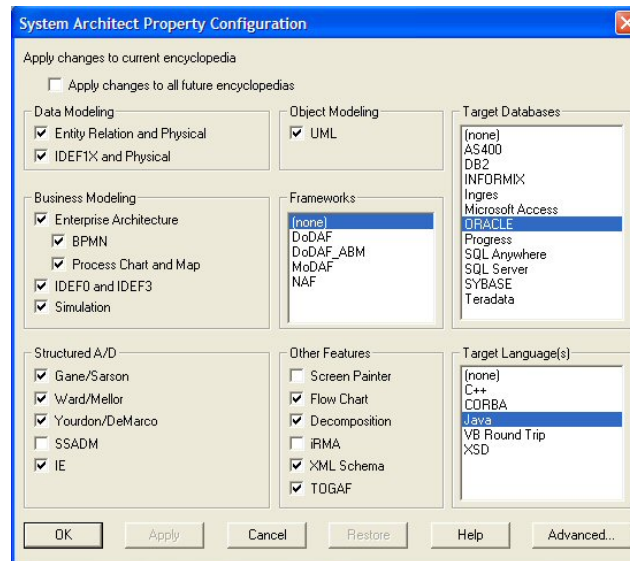 System Architect Property Configuration
Apply changes to current encyclopedia
Apply changes to all future encyclopedias
Data Modeling
Entity Relation and Physical
IDEF1X and Physical
Object Modeling
UML
Target Databases
(none)
AS400
DB2
INFORMIX
Ingres
Microsoft Access
ORACLE
Progress
SQL Anywhere
SQL Server
SYBASE
Teradata
Business Modeling
Enterprise Architecture
BPMN
Process Chart and Map
IDEF0 and IDEF3
Simulation
Frameworks
(none)
DoDAF
DoDAF_ABM
MoDAF
NAF
Structured A/D
Gane/Sarson
Ward/Mellor
Yourdon/DeMarco
SSADM
IE
Other Features
Screen Painter
Flow Chart
Decomposition
iRMA
XML Schema
TOGAF
Target Language(s)
(none)
C++
CORBA
Java
VB Round Trip
XSD
OK
Apply
Cancel
Restore
Help
Advanced...